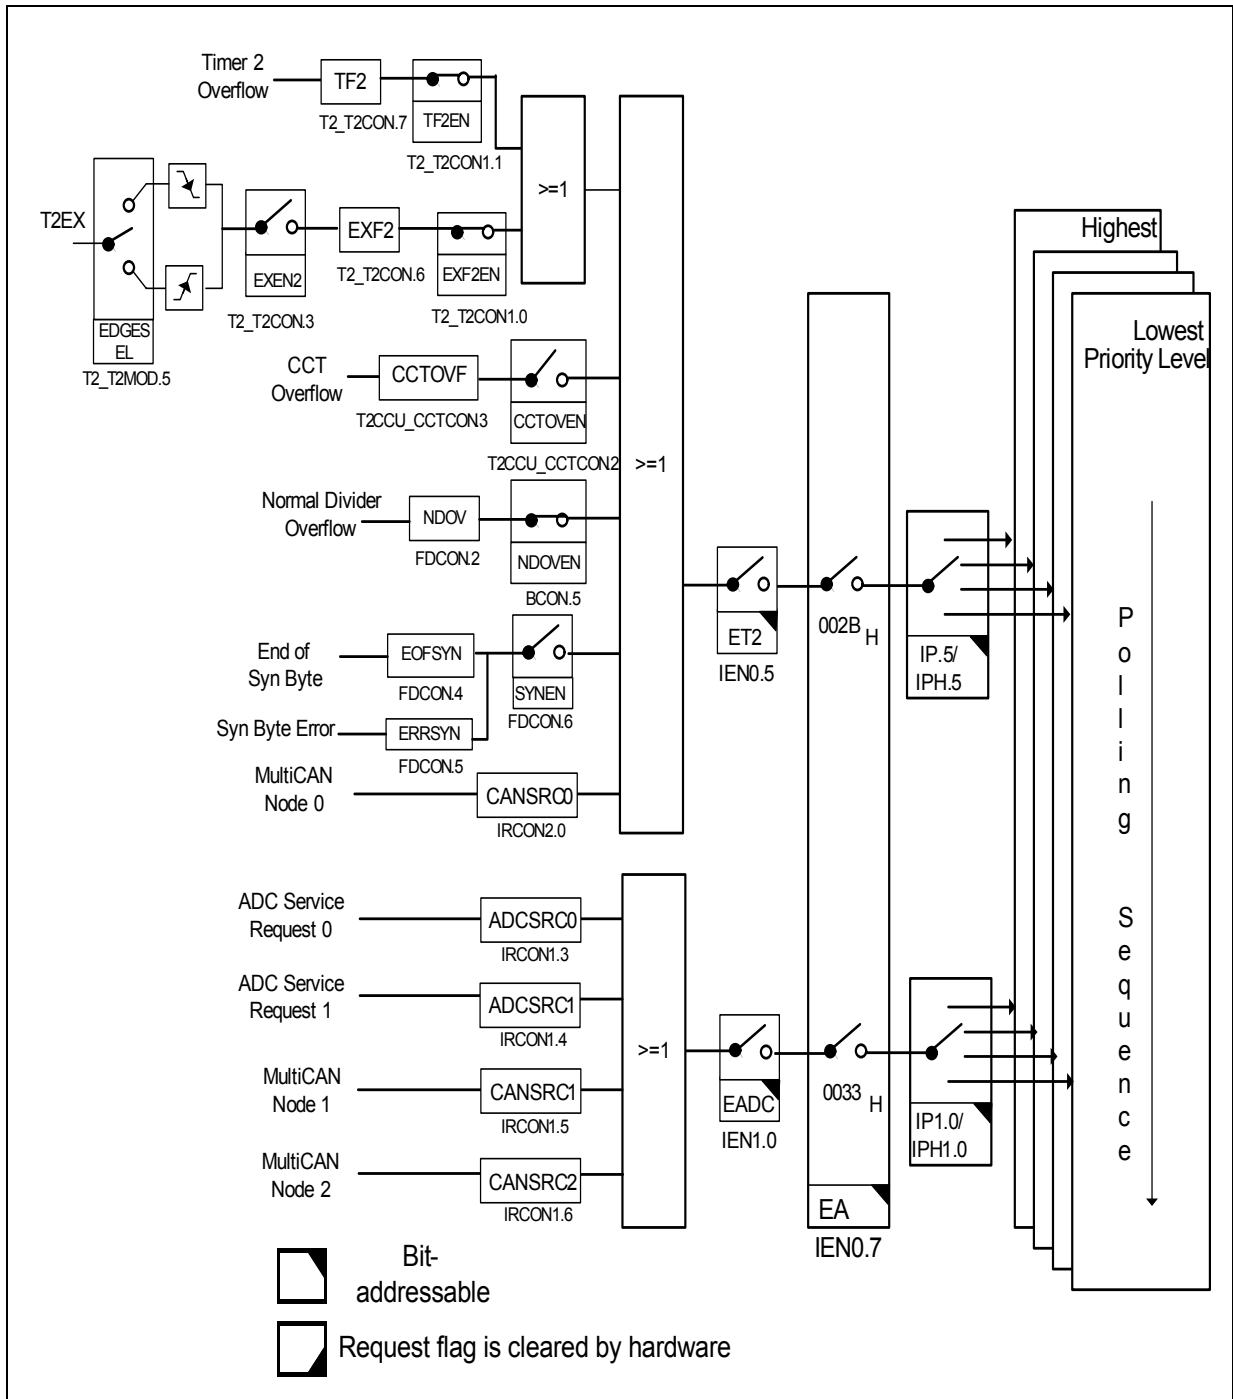 Timer 2
Overflow
TF2
T2_T2CON.7
TF2EN
T2_T2CON1.1
>=1
T2EX
EDGES
EL
T2_T2MOD.5
EXEN2
T2_T2CON.3
EXF2
T2_T2CON.6
EXF2EN
T2_T2CON1.0
CCT
Overflow
CCTOVF
T2CCU_CCTCON.3
CCTOVEN
T2CCU_CCTCON.2
>=1
Normal Divider
Overflow
NDOV
FDCON.2
NDOVEN
BCON.5
End of
Syn Byte
EOFSYN
FDCON.4
SYNEN
FDCON.6
Syn Byte Error
ERRSYN
FDCON.5
MultiCAN
Node 0
CANSRC0
IRCON2.0
ET2
IEN0.5
002B H
IP.5/
IPH.5
Highest
Lowest
Priority Level
Polling Sequence
ADC Service
Request 0
ADCSRC0
IRCON1.3
ADC Service
Request 1
ADCSRC1
IRCON1.4
MultiCAN
Node 1
CANSRC1
IRCON1.5
MultiCAN
Node 2
CANSRC2
IRCON1.6
>=1
EADC
IEN1.0
0033 H
IP1.0/
IPH1.0
EA
IEN0.7
Bit-
addressable
Request flag is cleared by hardware